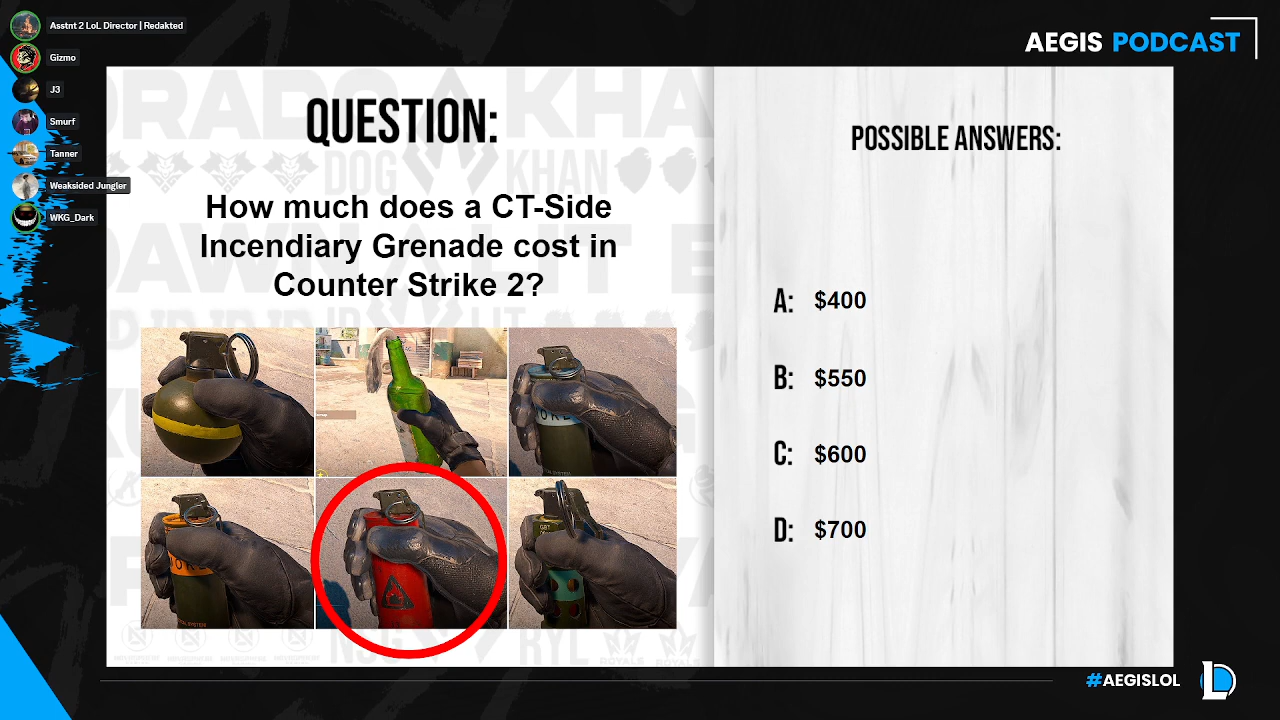 Asstnt 2 LoL Director | Redakted
Gizmo
J3
Smurf
Tanner
Weaksided Jungler
WKG_Dark
AEGIS PODCAST
QUESTION:
How much does a CT-Side
Incendiary Grenade cost in
Counter Strike 2?
POSSIBLE ANSWERS:
A: $400
B: $550
C: $600
D: $700
#AEGISLOL